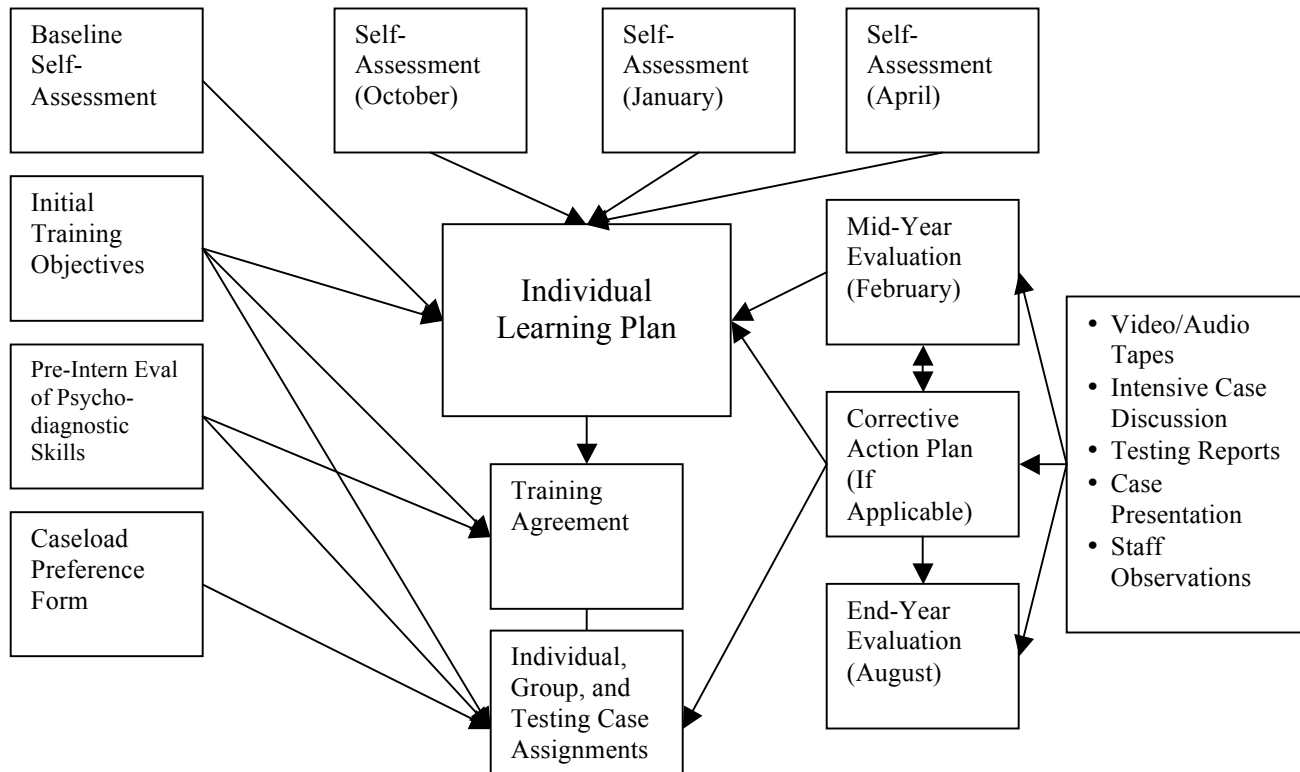 Baseline
Self-
Assessment
Self-
Assessment
(October)
Self-
Assessment
(January)
Self-
Assessment
(April)
Initial
Training
Objectives
Individual
Learning Plan
Mid-Year
Evaluation
(February)
• Video/Audio
Tapes
• Intensive Case
Discussion
• Testing Reports
• Case
Presentation
• Staff
Observations
Pre-Intern Eval
of Psycho-
diagnostic
Skills
Corrective
Action Plan
(If
Applicable)
Training
Agreement
Caseload
Preference
Form
End-Year
Evaluation
(August)
Individual,
Group, and
Testing Case
Assignments